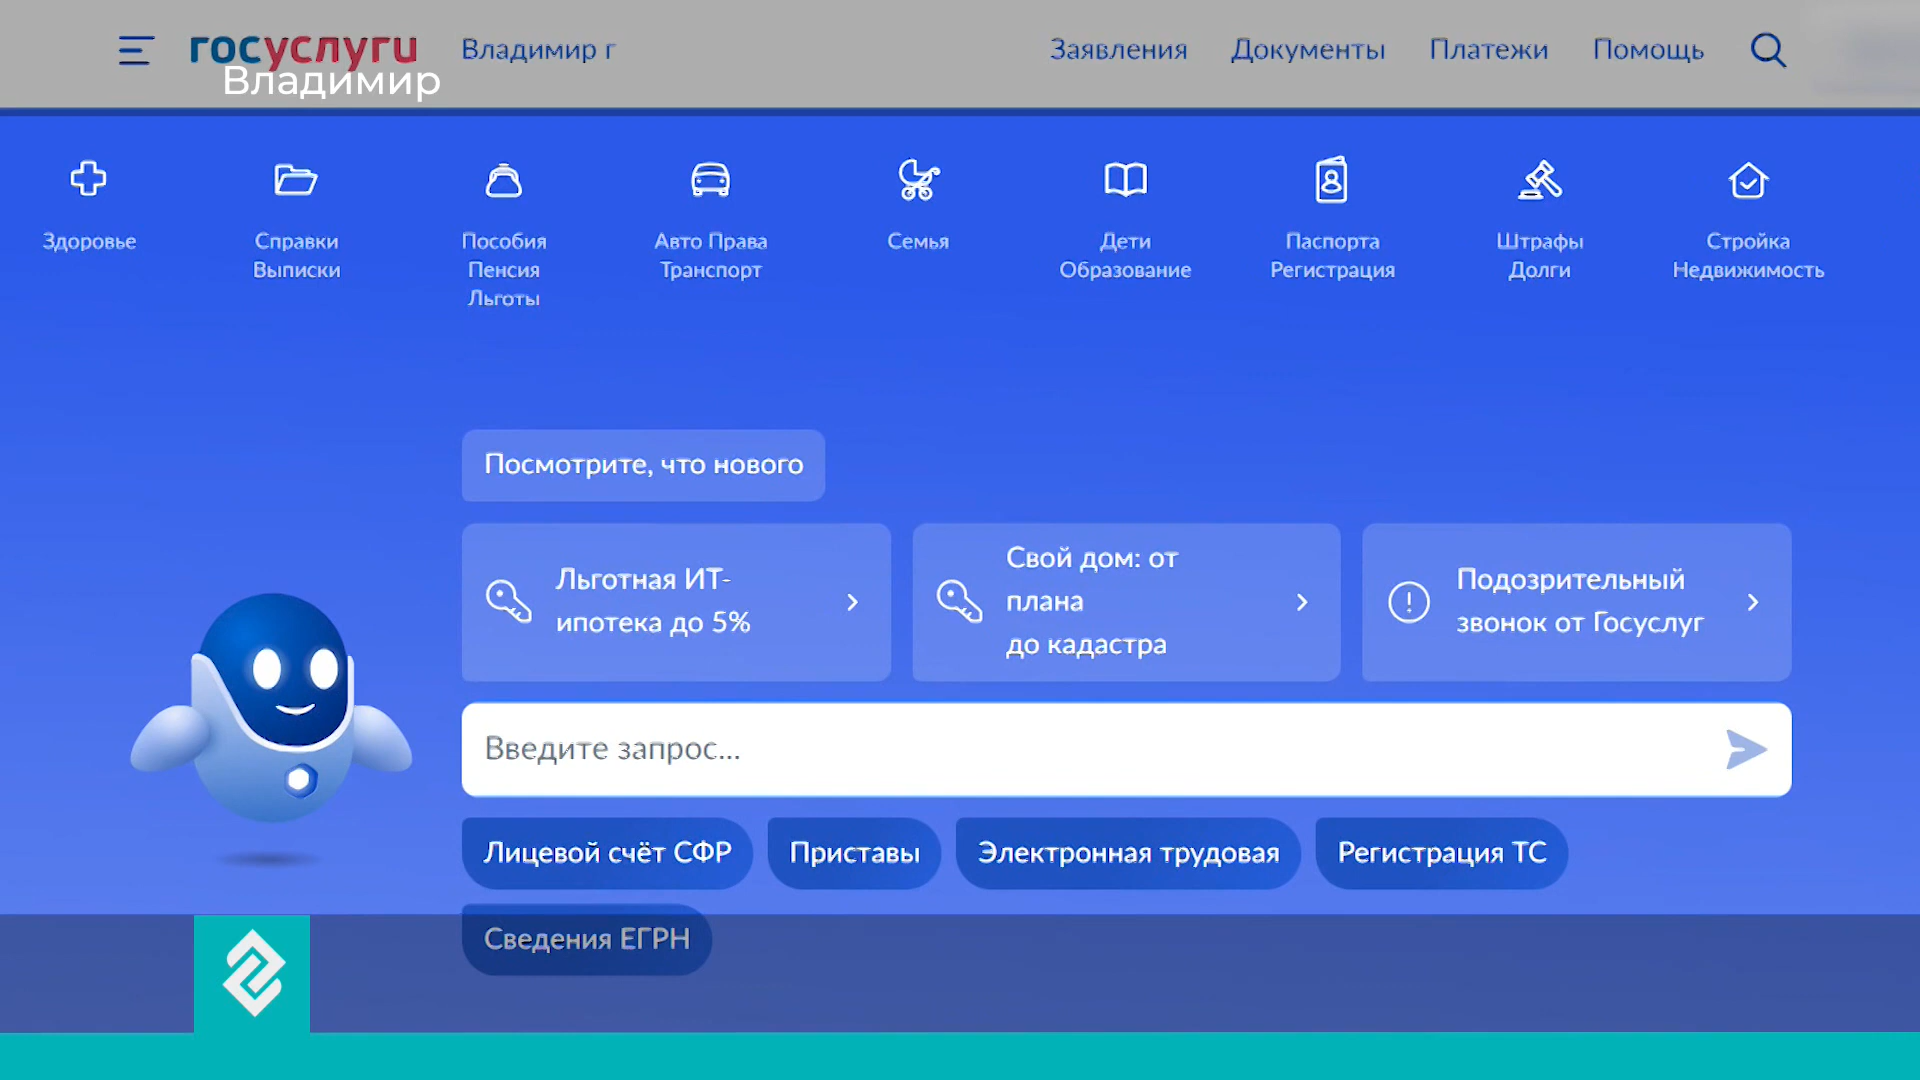 госуслуги
Владимир г
Заявления
Документы
Платежи
Помощь
Владимир
Здоровье
Справки
Выписки
Пособия
Пенсия
Льготы
Авто Права
Транспорт
Семья
Дети
Образование
Паспорта
Регистрация
Штрафы
Долги
Стройка
Недвижимость
Посмотрите, что нового
Льготная ИТ-
ипотека до 5%
Свой дом: от
плана
до кадастра
Подозрительный
звонок от Госуслуг
Введите запрос...
Лицевой счёт СФР
Приставы
Электронная трудовая
Регистрация ТС
Сведения ЕГРН